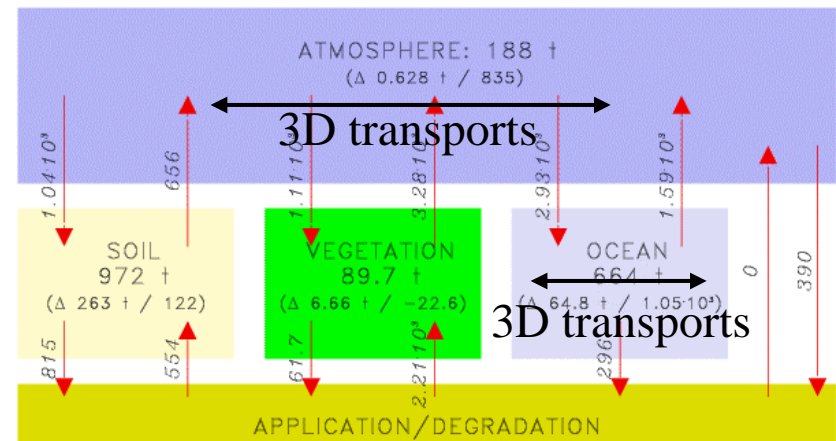 ATMOSPHERE: 188 t
(Δ 0.628 t / 835)
3D transports
1.04·10³
656
1.11·10³
3.28·10³
2.93·10³
1.59·10³
0
390
SOIL
972 t
(Δ 263 t / 122)
VEGETATION
89.7 t
(Δ 6.66 t / -22.6)
OCEAN
664 t
(Δ 64.8 t / 1.05·10³)
3D transports
815
554
61.7
2.21·10³
296
APPLICATION/DEGRADATION